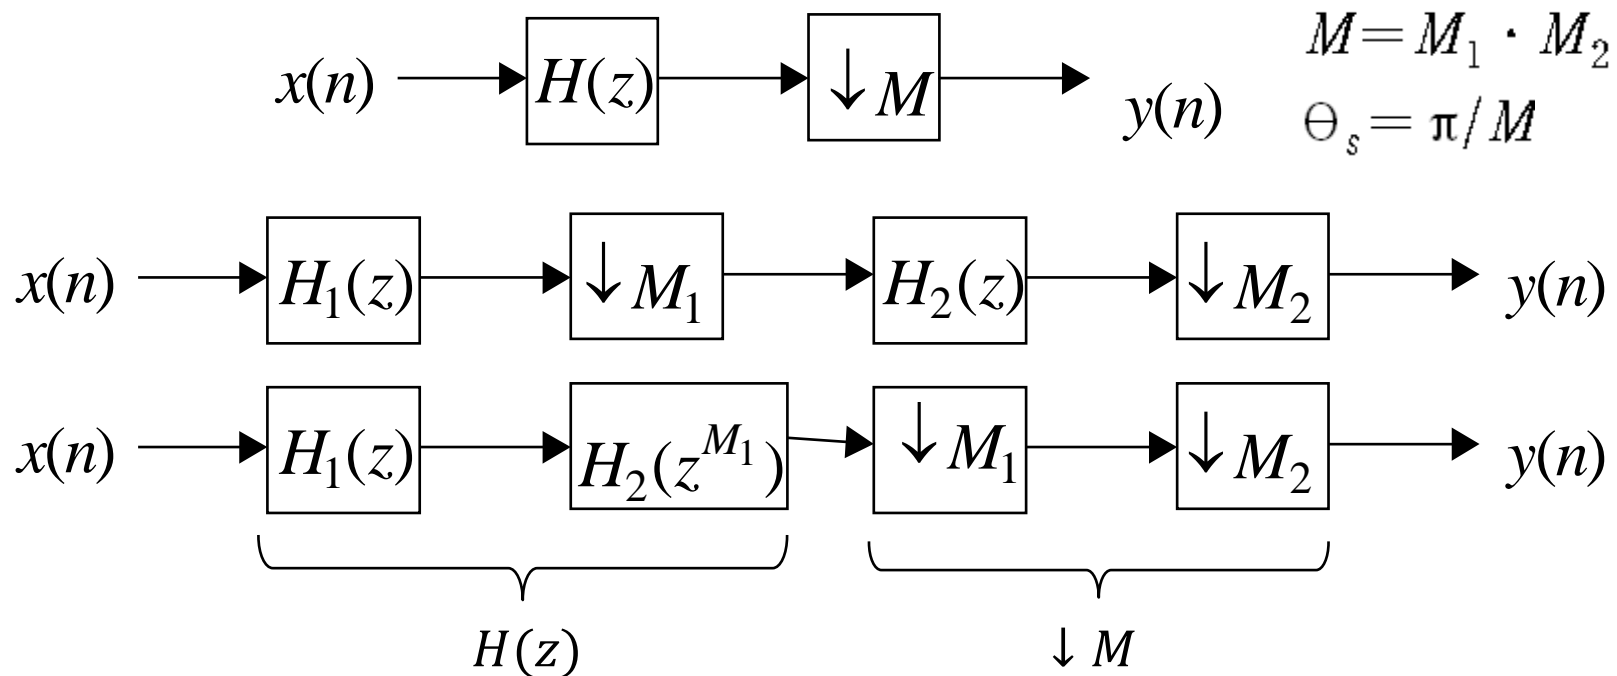 x(n) H(z) ↓ M y(n) M = M₁ · M₂
Θₛ = π/M
x(n) H₁(z) ↓ M₁ H₂(z) ↓ M₂ y(n)
x(n) H₁(z) H₂(z^{M₁}) ↓ M₁ ↓ M₂ y(n)
H(z) ↓ M